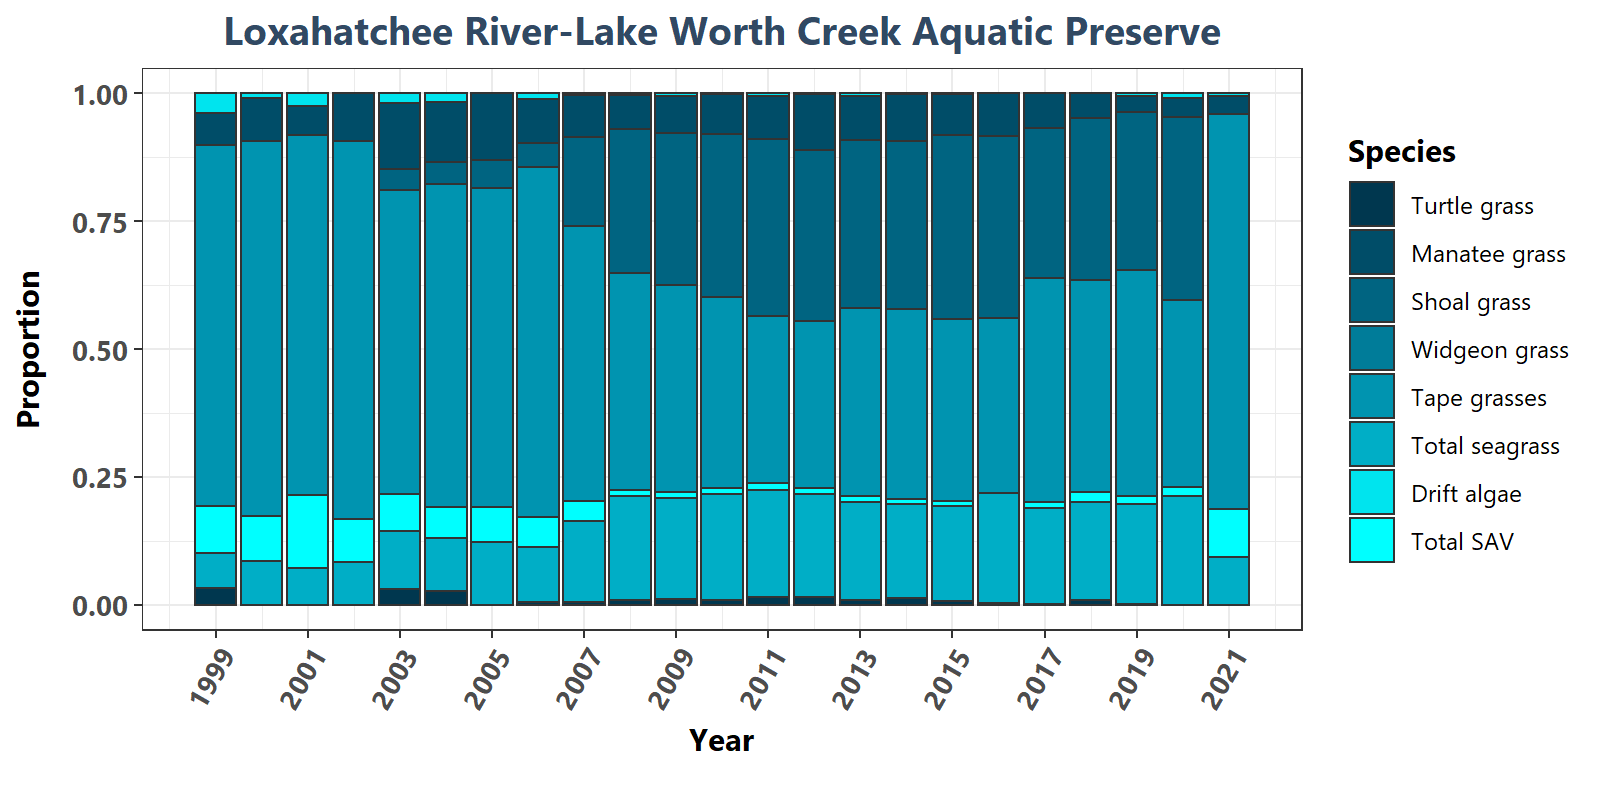 Loxahatchee River-Lake Worth Creek Aquatic Preserve
1.00
0.75
0.50
0.25
0.00
Proportion
1999
2001
2003
2005
2007
2009
2011
2013
2015
2017
2019
2021
Year
Species
Turtle grass
Manatee grass
Shoal grass
Widgeon grass
Tape grasses
Total seagrass
Drift algae
Total SAV